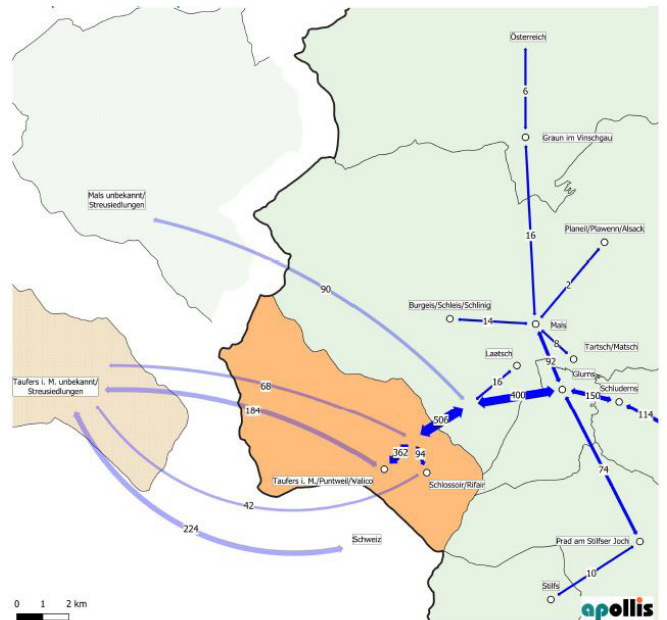 Österreich
6
Graun im Vinschgau
Mals unbekannt/
Streusiedlungen
Planeil/Plawenn/Alsack
16
2
90
Burgeis/Schleis/Schlinig
14
Mals
8
Tartsch/Matsch
Laatsch
92
Glurns
16
Schluderns
Taufers i. M. unbekannt/
Streusiedlungen
68
400
150
184
506
114
362
94
Taufers i. M./Puntweil/Valico
Schlossoir/Rifair
74
42
224
Schweiz
Prad am Stilfser Joch
10
Stilfs
0 1 2 km
apollis